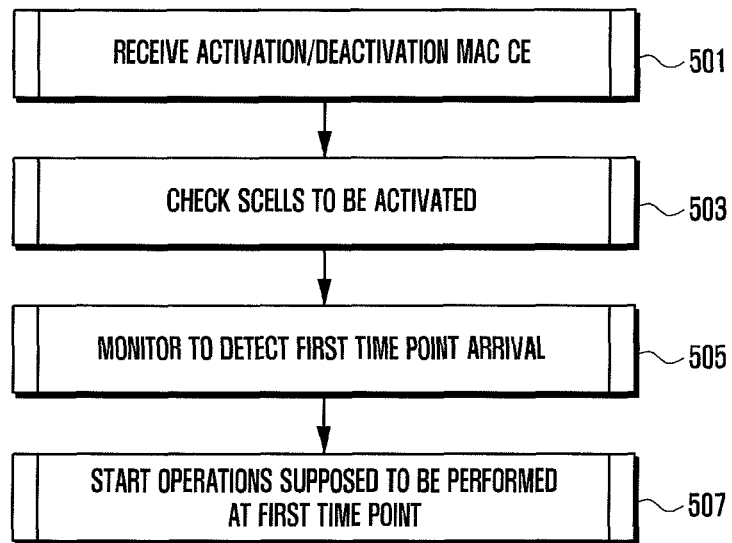 RECEIVE ACTIVATION/DEACTIVATION MAC CE
501
CHECK SCELLS TO BE ACTIVATED
503
MONITOR TO DETECT FIRST TIME POINT ARRIVAL
505
START OPERATIONS SUPPOSED TO BE PERFORMED
AT FIRST TIME POINT
507